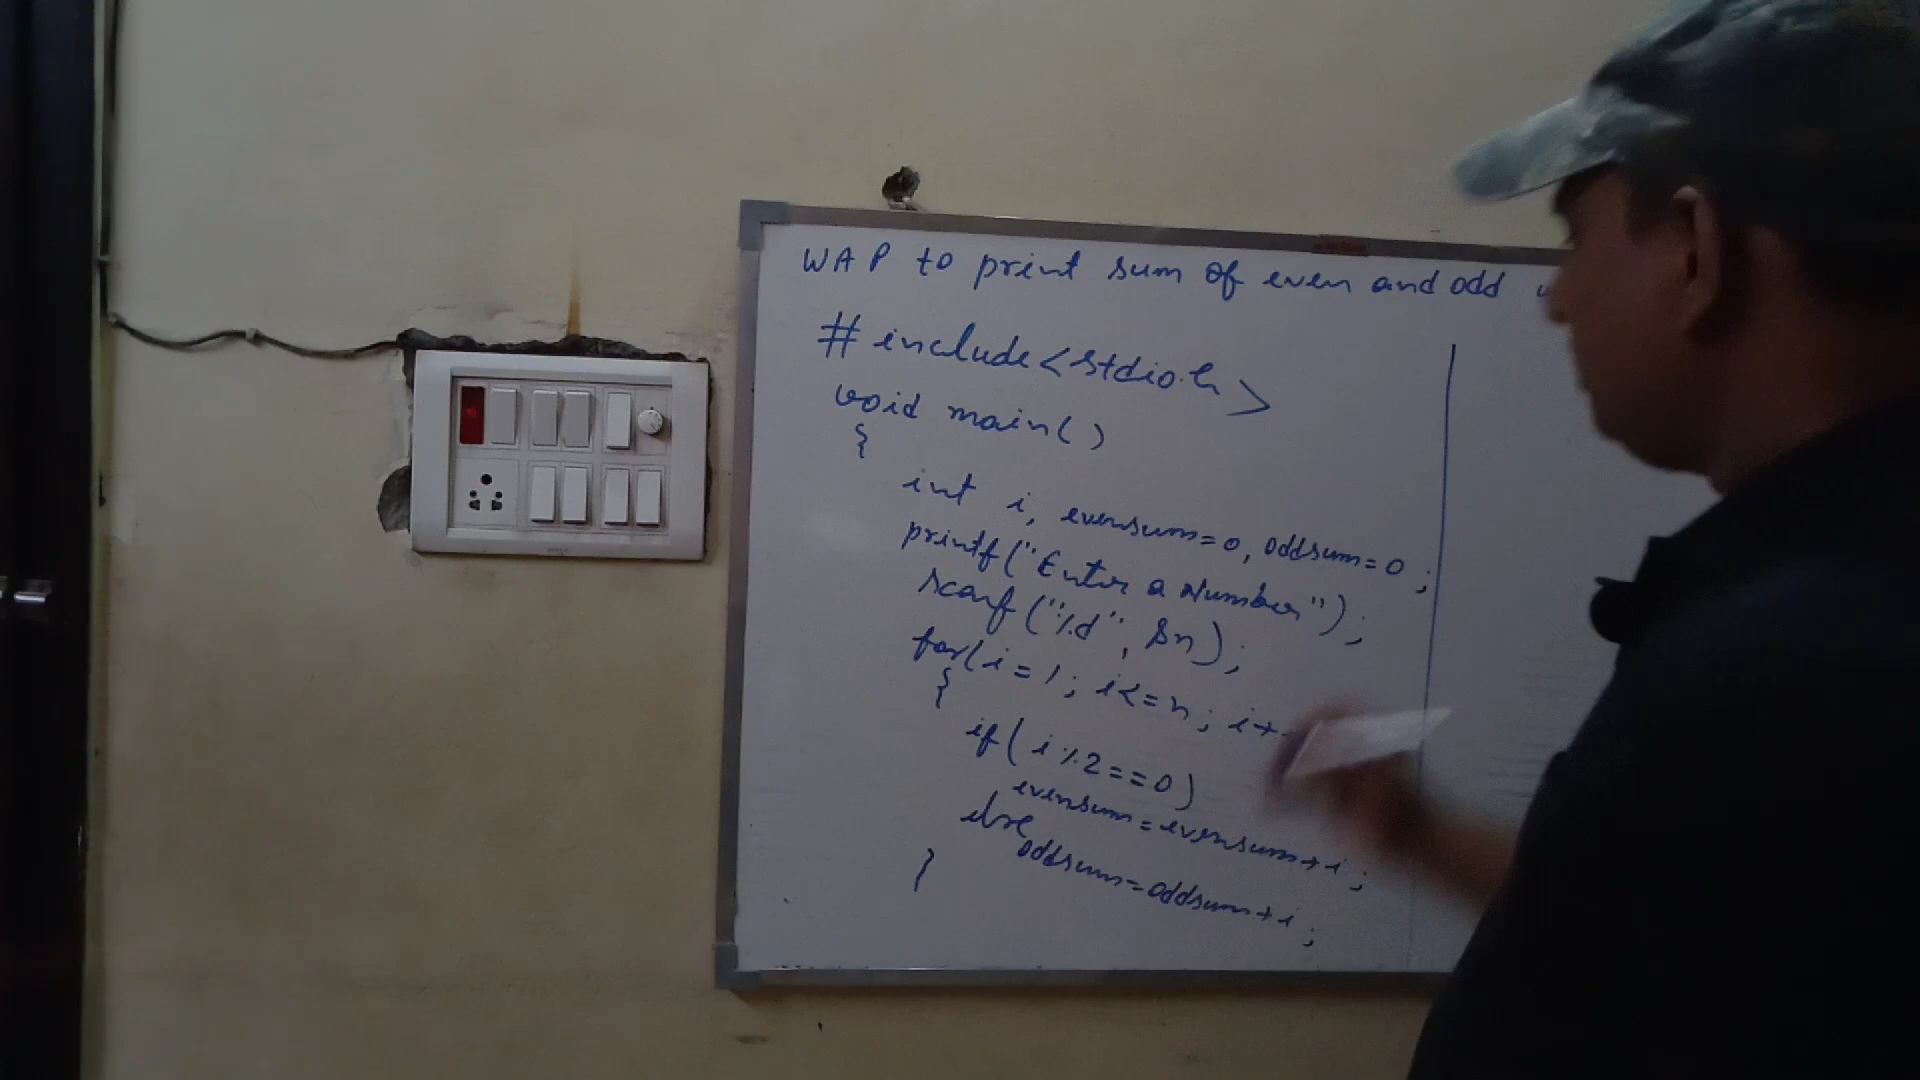 WAP to print sum of even and odd
#include<stdio.h>
void main()
{
int i, evensum=0, oddsum=0;
printf("Enter a Number");
scanf("%d", &n);
for(i=1; i<=n; i+
{
if(i%2==0)
evensum=evensum+i;
else
oddsum=oddsum+i;
}